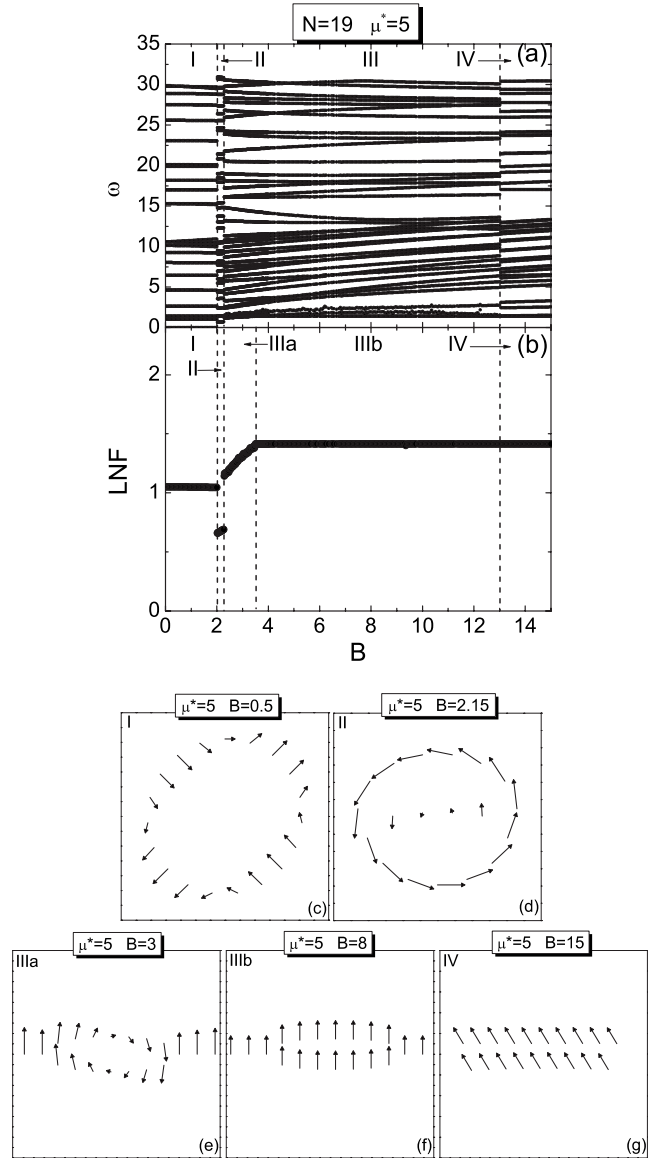 N=19 μ*=5
I II III IV (a)
35
30
25
20
15
10
5
0
ω
I II IIIa IIIb IV (b)
2
1
0
LNF
0 2 4 6 8 10 12 14
B
μ*=5 B=0.5
I
(c)
μ*=5 B=2.15
II
(d)
μ*=5 B=3
IIIa
(e)
μ*=5 B=8
IIIb
(f)
μ*=5 B=15
IV
(g)